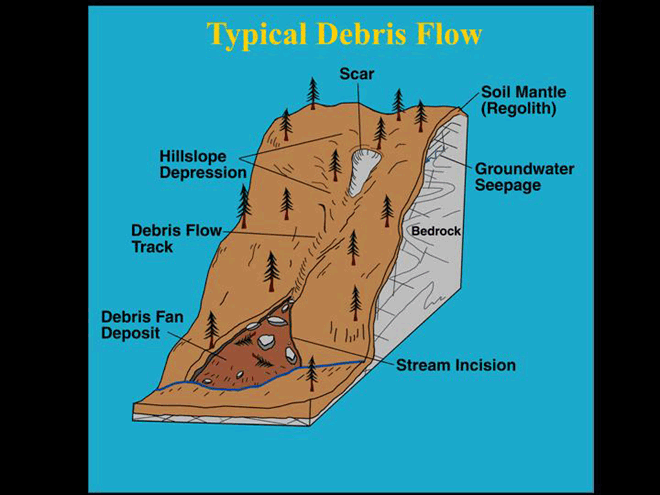 Typical Debris Flow
Scar
Soil Mantle
(Regolith)
Hillslope
Depression
Groundwater
Seepage
Debris Flow
Track
Bedrock
Debris Fan
Deposit
Stream Incision